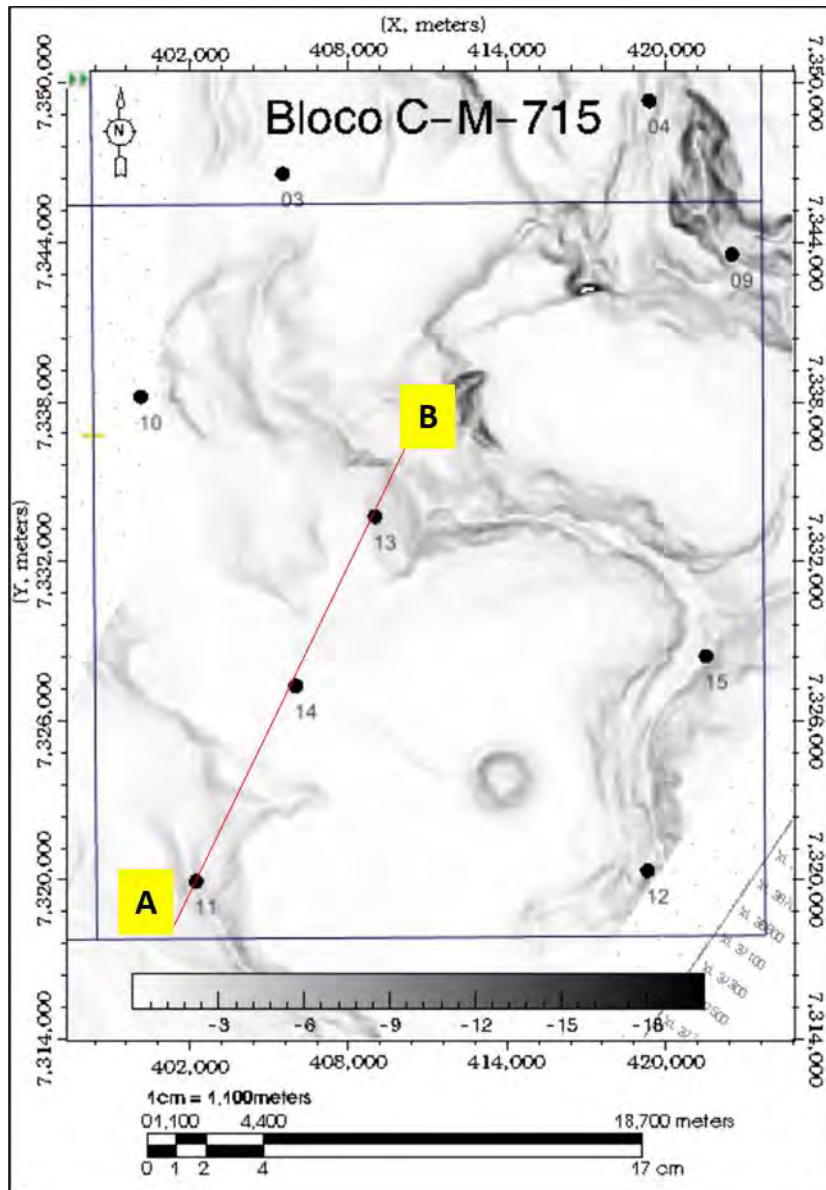 (X, meters)
402,000 408,000 414,000 420,000
7,350,000 7,350,000
N
Bloco C-M-715
04
03
7,344,000 7,344,000
09
7,338,000 7,338,000
B
10
(Y, meters)
13
7,332,000 7,332,000
15
14
7,326,000 7,326,000
7,320,000 7,320,000
A
11
12
XL 37100
XL 37300
-3 -6 -9 -12 -15 -18
7,314,000 7,314,000
402,000 408,000 414,000 420,000
1cm = 1,100meters
01,100 4,400 18,700 meters
0 1 2 4 17 cm